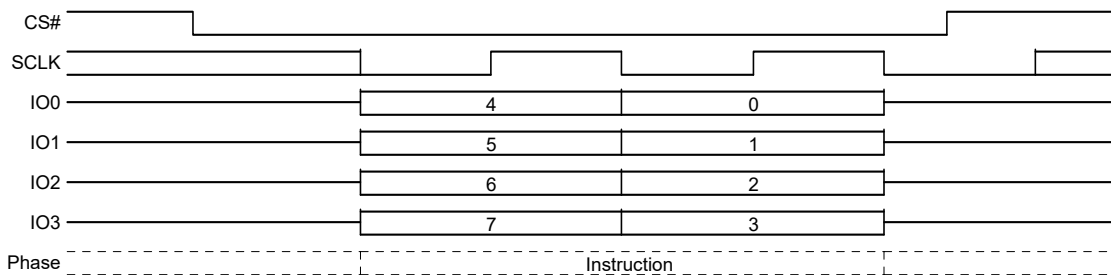 CS#
SCLK
IO0 4 0
IO1 5 1
IO2 6 2
IO3 7 3
Phase Instruction